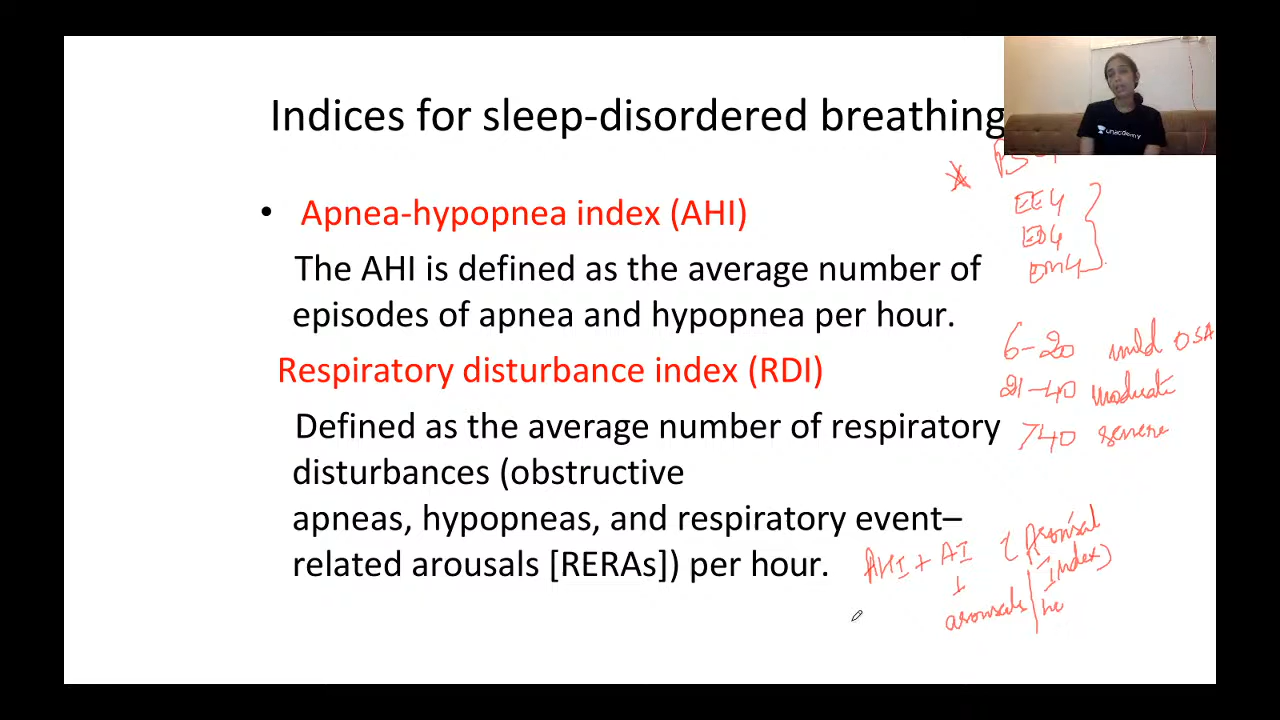 Indices for sleep-disordered breathing
unacademy
• Apnea-hypopnea index (AHI)
EEG
EOG
EMG
The AHI is defined as the average number of
episodes of apnea and hypopnea per hour.
6-20 mild OSA
21-40 moderate
>40 severe
Respiratory disturbance index (RDI)
Defined as the average number of respiratory
disturbances (obstructive
apneas, hypopneas, and respiratory event–
related arousals [RERAs]) per hour.
AHI + AI (Arousal
Index)
arousals/